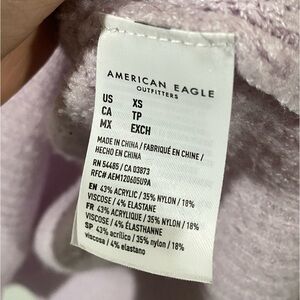 AMERICAN EAGLE
OUTFITTERS
US XS
CA TP
MX EXCH
MADE IN CHINA / FABRIQUÉ EN CHINE /
HECHO EN CHINA
RN 54485 / CA 03873
RFC# AEM120605U9A
EN 43% ACRYLIC / 35% NYLON / 18%
VISCOSE / 4% ELASTANE
FR 43% ACRYLIQUE / 35% NYLON / 18%
VISCOSE / 4% ÉLASTHANNE
SP 43% acrílico / 35% nylon / 18%
viscosa / 4% elastano